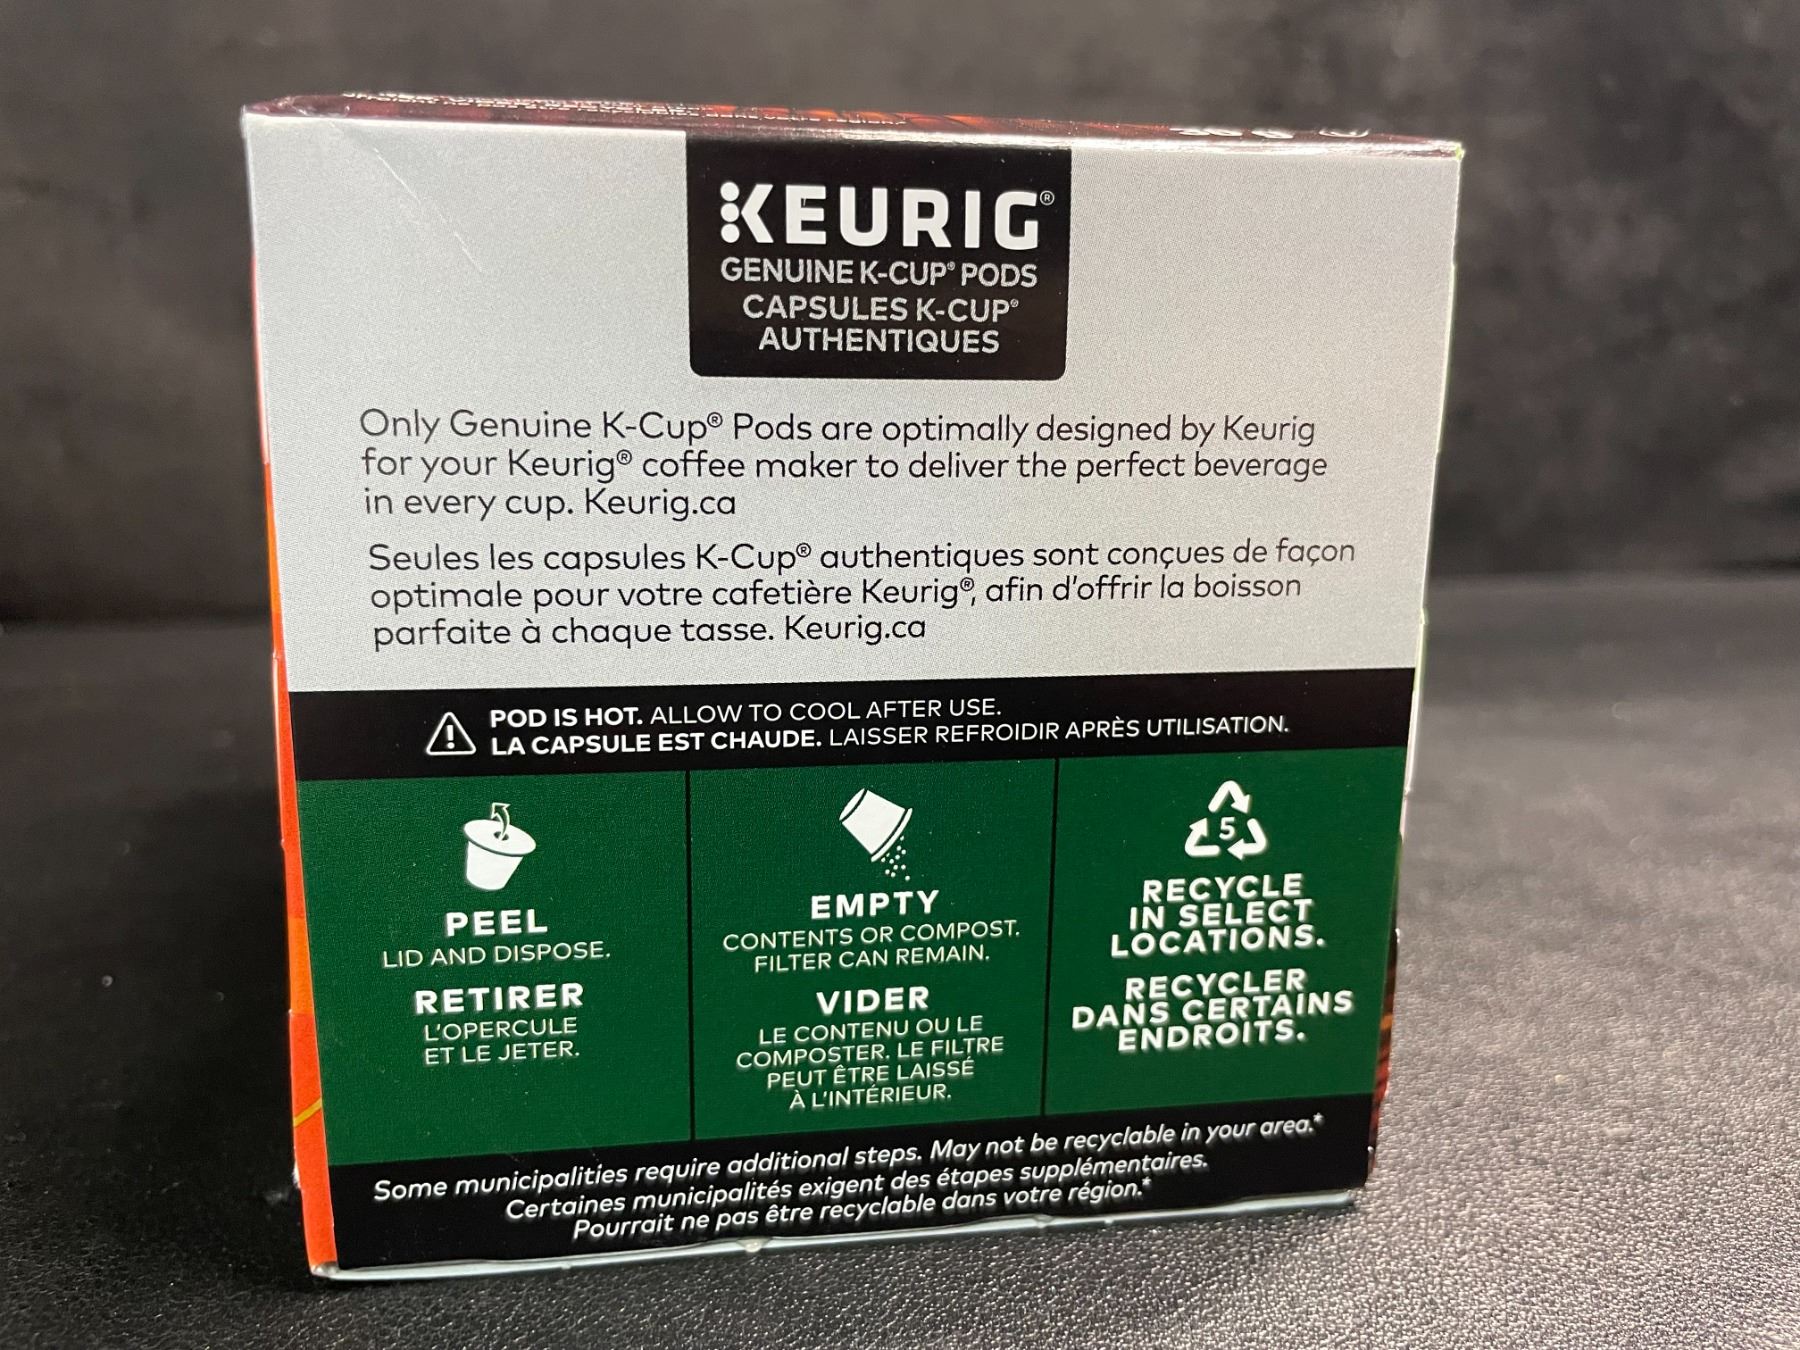 KEURIG®
GENUINE K-CUP® PODS
CAPSULES K-CUP®
AUTHENTIQUES
Only Genuine K-Cup® Pods are optimally designed by Keurig
for your Keurig® coffee maker to deliver the perfect beverage
in every cup. Keurig.ca
Seules les capsules K-Cup® authentiques sont conçues de façon
optimale pour votre cafetière Keurig®, afin d'offrir la boisson
parfaite à chaque tasse. Keurig.ca
POD IS HOT. ALLOW TO COOL AFTER USE.
LA CAPSULE EST CHAUDE. LAISSER REFROIDIR APRÈS UTILISATION.
PEEL
LID AND DISPOSE.
RETIRER
L'OPERCULE
ET LE JETER.
EMPTY
CONTENTS OR COMPOST.
FILTER CAN REMAIN.
VIDER
LE CONTENU OU LE
COMPOSTER. LE FILTRE
PEUT ÊTRE LAISSÉ
À L'INTÉRIEUR.
5
RECYCLE
IN SELECT
LOCATIONS.
RECYCLER
DANS CERTAINS
ENDROITS.
Some municipalities require additional steps. May not be recyclable in your area.*
Certaines municipalités exigent des étapes supplémentaires.
Pourrait ne pas être recyclable dans votre région.*